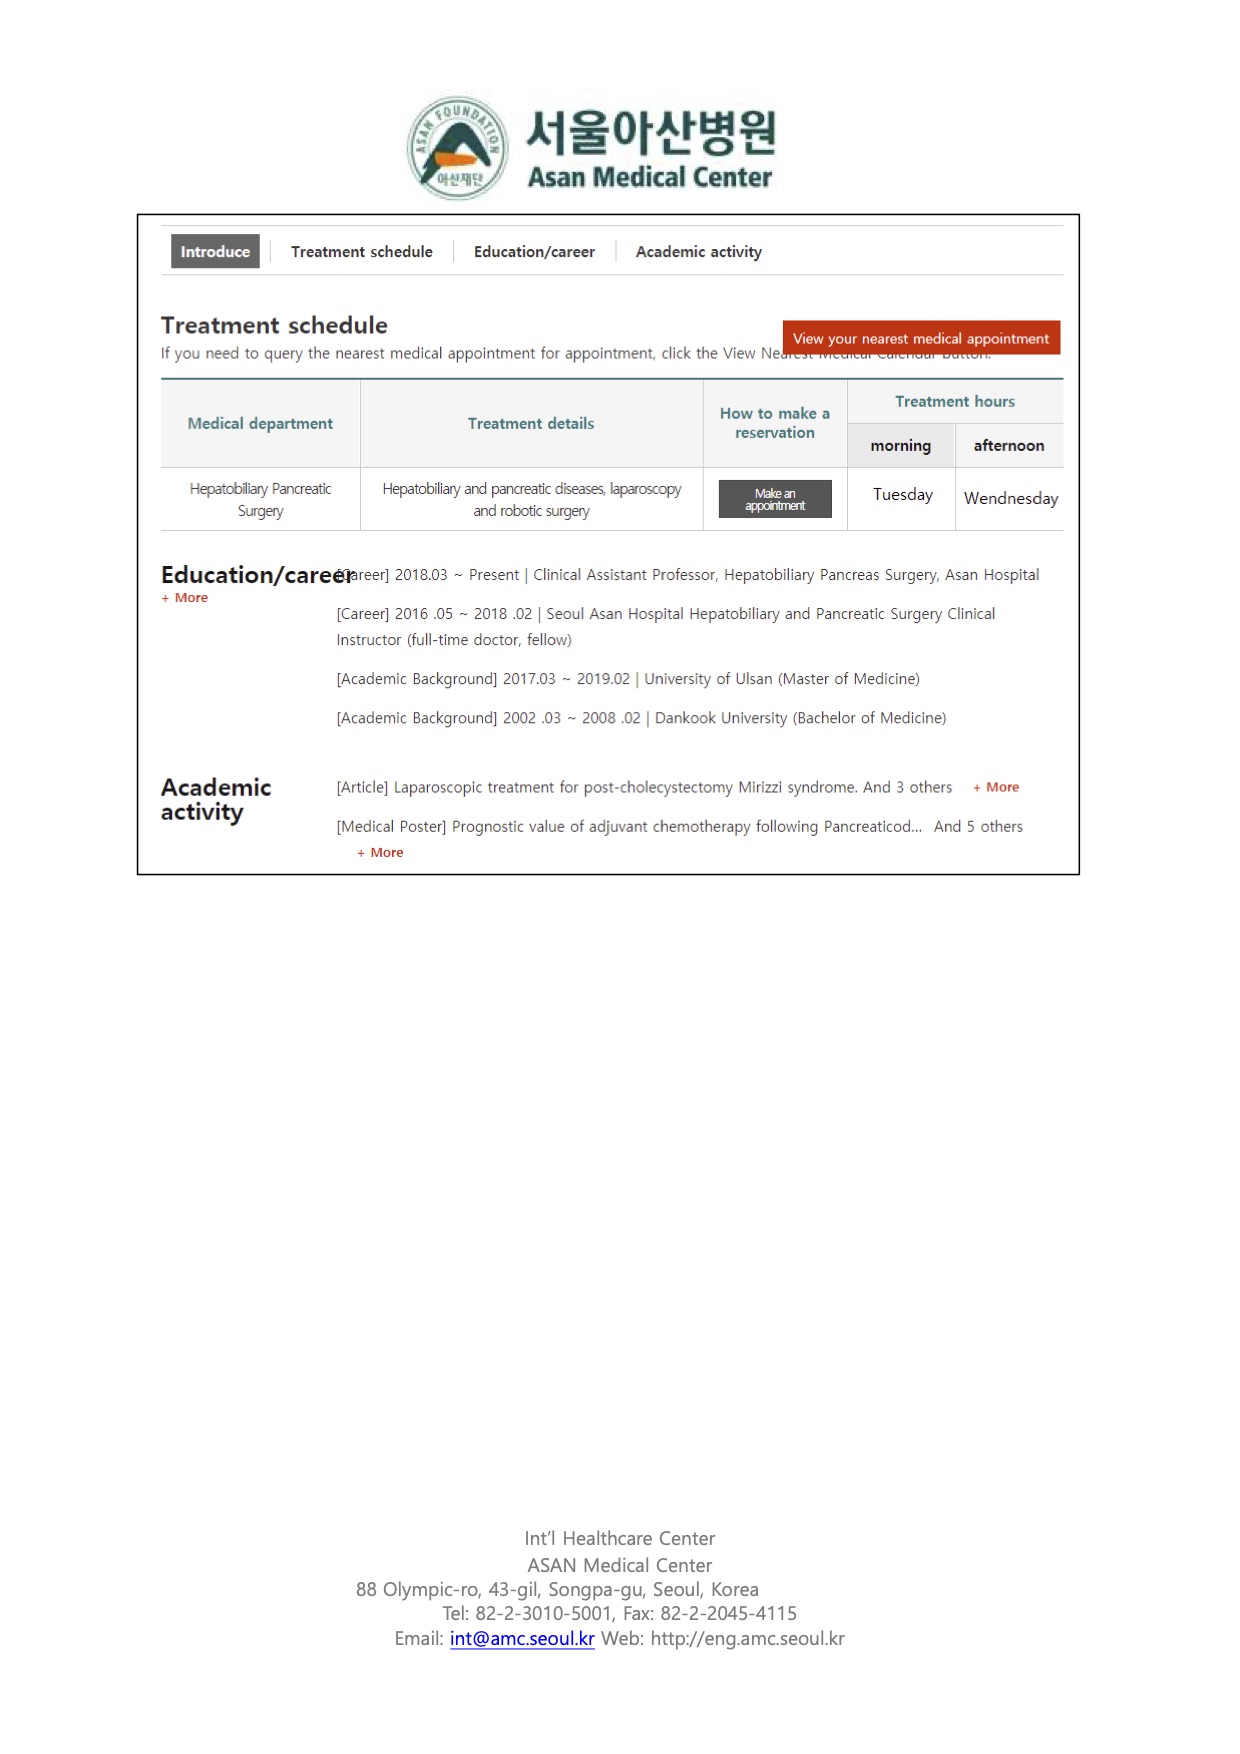 ASAN FOUNDATION
아산재단
서울아산병원
Asan Medical Center
Introduce
Treatment schedule
Education/career
Academic activity
Treatment schedule
View your nearest medical appointment
If you need to query the nearest medical appointment for appointment, click the View Nearest Medical Calendar button.
Medical department
Treatment details
How to make a
reservation
Treatment hours
morning
afternoon
Hepatobiliary Pancreatic
Surgery
Hepatobiliary and pancreatic diseases, laparoscopy
and robotic surgery
Make an
appointment
Tuesday
Wendnesday
Education/career
+ More
[Career] 2018.03 ~ Present | Clinical Assistant Professor, Hepatobiliary Pancreas Surgery, Asan Hospital
[Career] 2016 .05 ~ 2018 .02 | Seoul Asan Hospital Hepatobiliary and Pancreatic Surgery Clinical
Instructor (full-time doctor, fellow)
[Academic Background] 2017.03 ~ 2019.02 | University of Ulsan (Master of Medicine)
[Academic Background] 2002 .03 ~ 2008 .02 | Dankook University (Bachelor of Medicine)
Academic
activity
[Article] Laparoscopic treatment for post-cholecystectomy Mirizzi syndrome. And 3 others + More
[Medical Poster] Prognostic value of adjuvant chemotherapy following Pancreaticod... And 5 others
+ More
Int'l Healthcare Center
ASAN Medical Center
88 Olympic-ro, 43-gil, Songpa-gu, Seoul, Korea
Tel: 82-2-3010-5001, Fax: 82-2-2045-4115
Email: int@amc.seoul.kr Web: http://eng.amc.seoul.kr